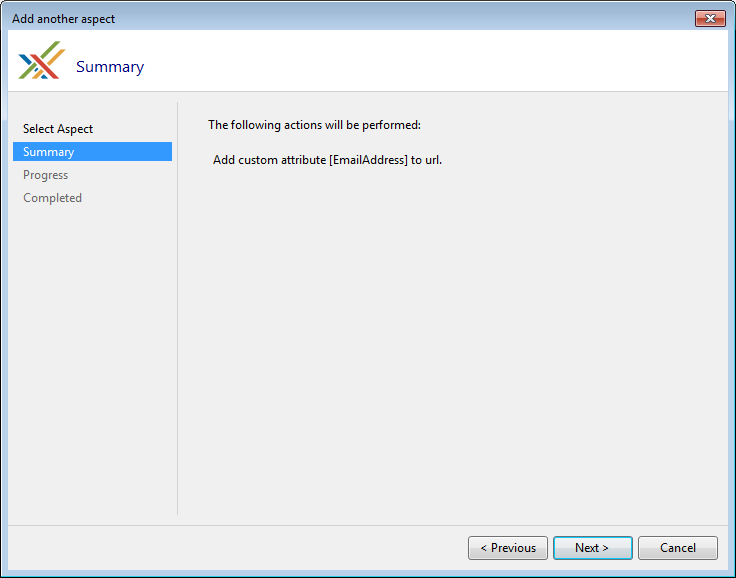 Add another aspect
Summary
Select Aspect
Summary
Progress
Completed
The following actions will be performed:
Add custom attribute [EmailAddress] to url.
< Previous
Next >
Cancel